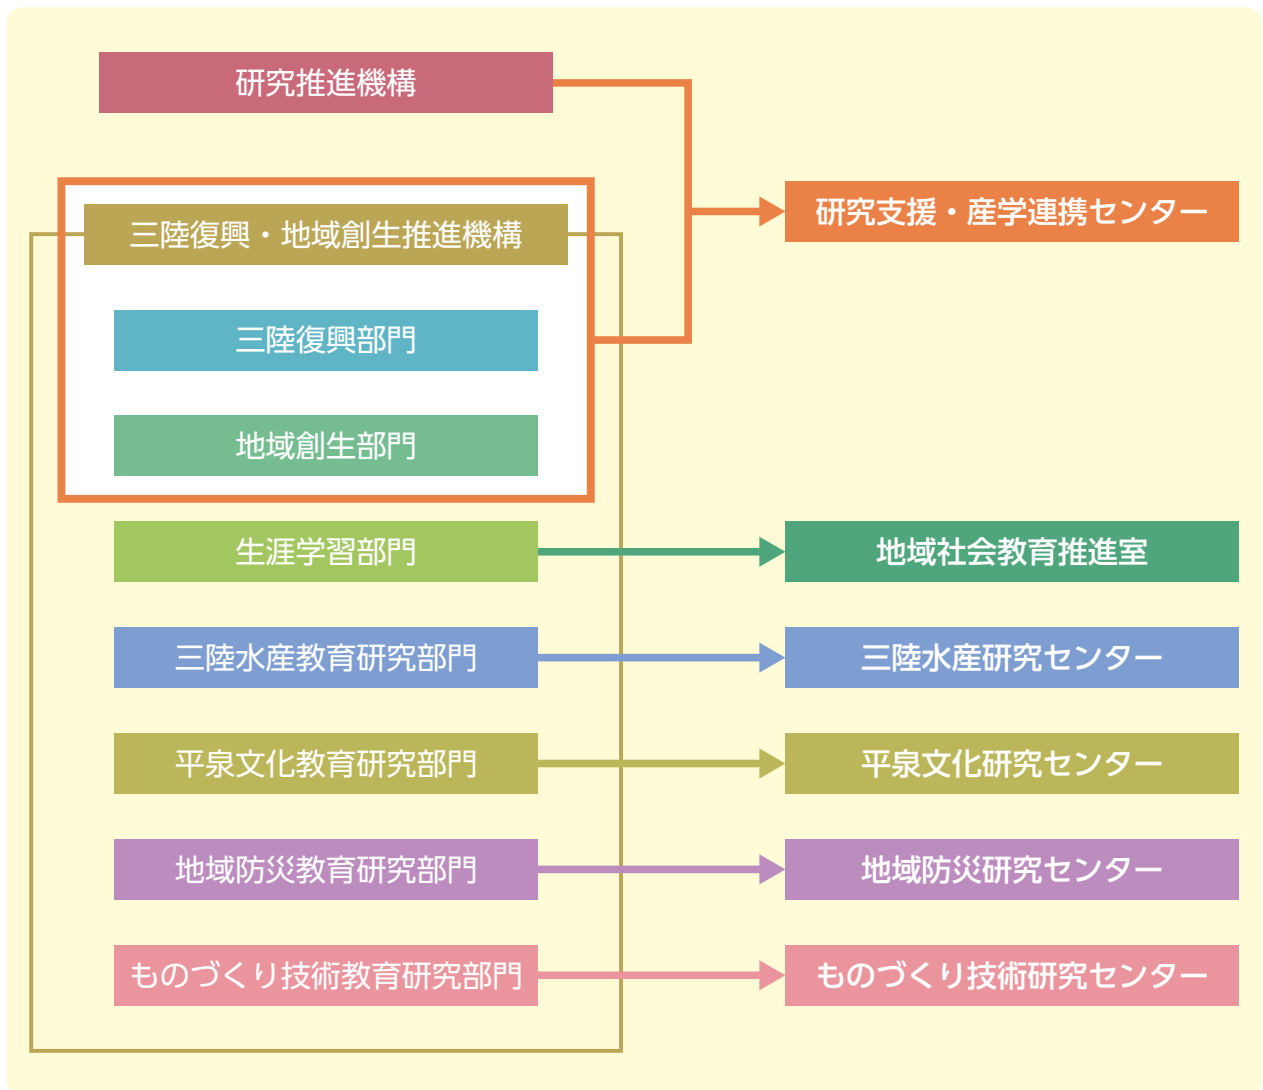 研究推進機構
三陸復興・地域創生推進機構
三陸復興部門
地域創生部門
生涯学習部門
三陸水産教育研究部門
平泉文化教育研究部門
地域防災教育研究部門
ものづくり技術教育研究部門
研究支援・産学連携センター
地域社会教育推進室
三陸水産研究センター
平泉文化研究センター
地域防災研究センター
ものづくり技術研究センター